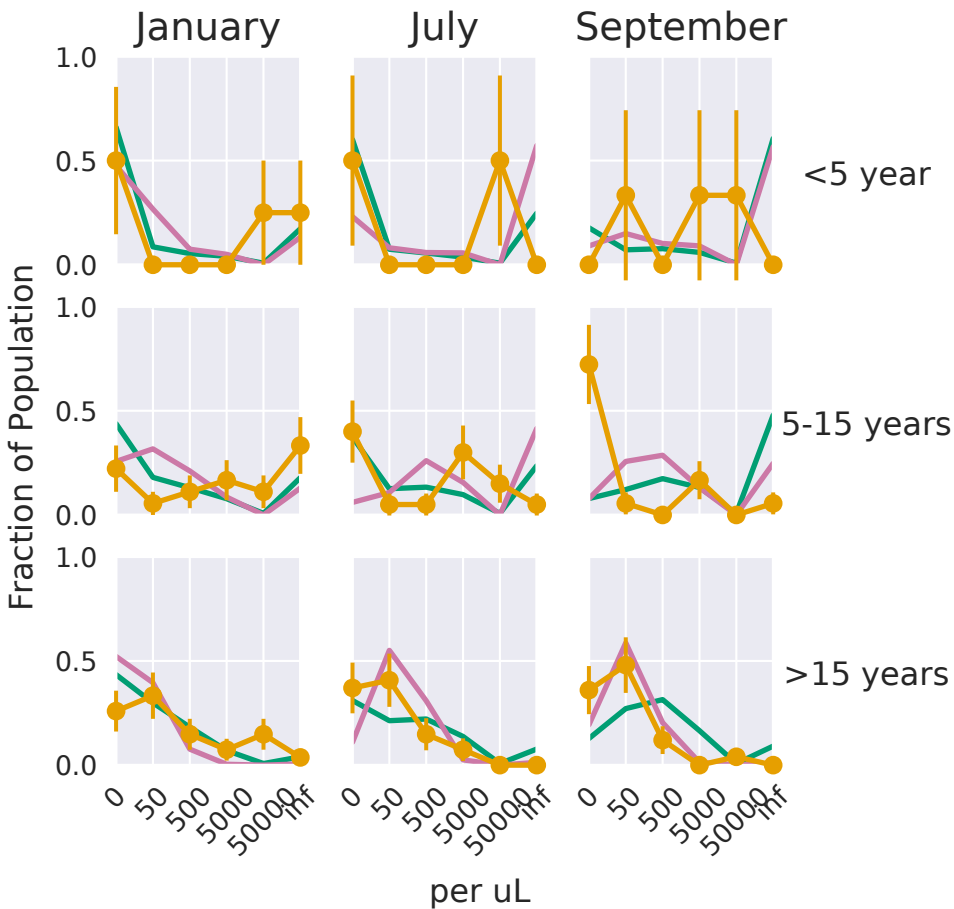 January July September
1.0
0.5
0.0
<5 year
1.0
0.5
0.0
5-15 years
1.0
0.5
0.0
>15 years
Fraction of Population
0 50 500 5000 50000 inf 0 50 500 5000 50000 inf 0 50 500 5000 50000 inf
per uL